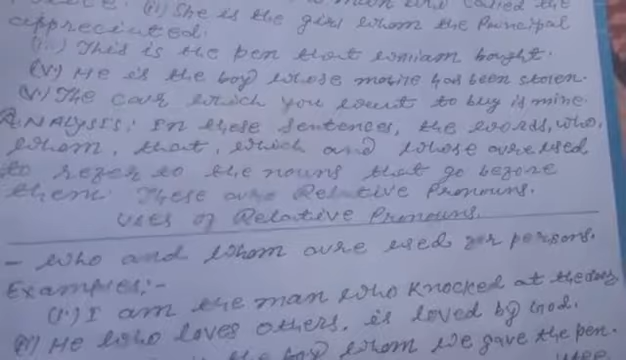 who called the
(ii) She is the girl whom the Principal
appreciated.
(iii) This is the pen that William bought.
(iv) He is the boy whose mobile has been stolen.
(v) The car which you want to buy is mine.
ANALYSIS: In these sentences, the words, who,
whom, that, which and whose are used
to refer to the nouns that go before
them. These are Relative Pronouns.
Uses of Relative Pronouns.
- Who and whom are used for persons.
Examples:-
(i) I am the man who knocked at the door
(ii) He who loves others, is loved by God.
the boy whom we gave the pen.